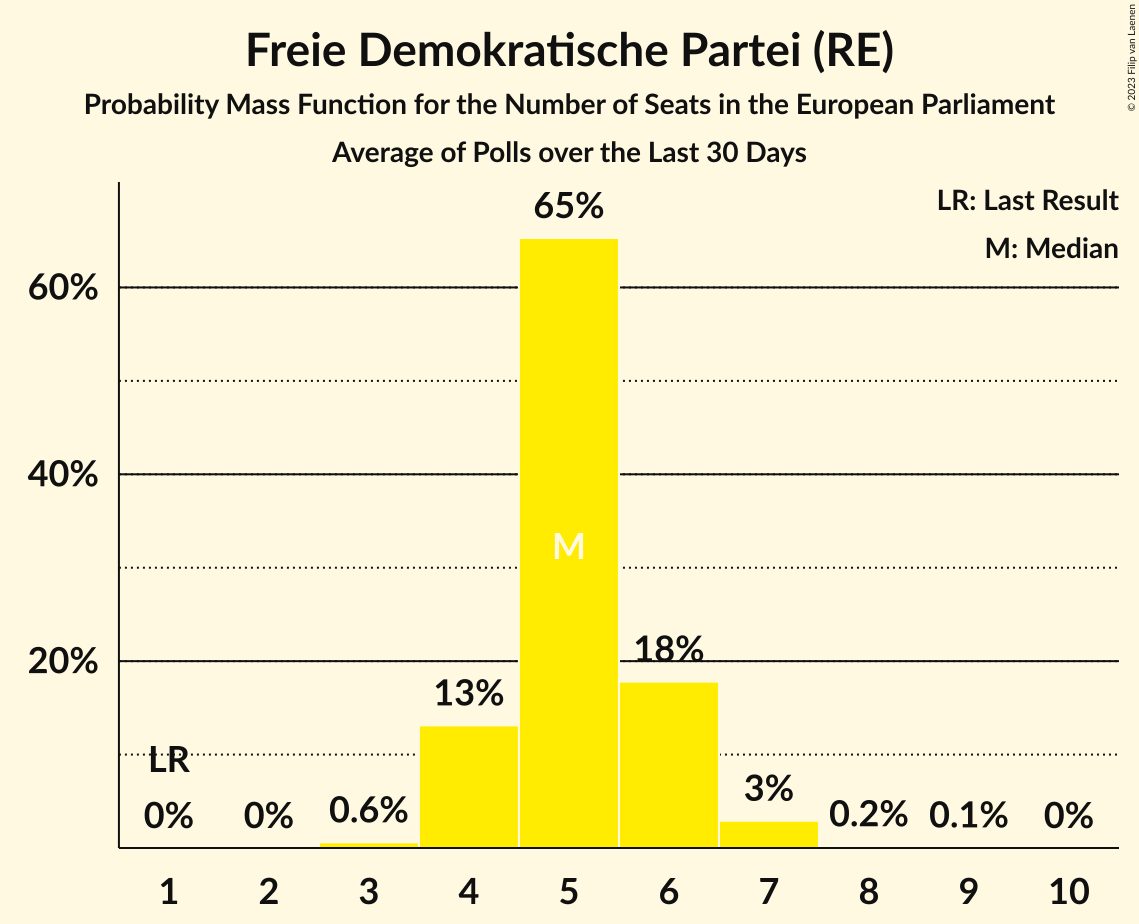 Freie Demokratische Partei (RE)
Probability Mass Function for the Number of Seats in the European Parliament
Average of Polls over the Last 30 Days
© 2023 Filip van Laenen
LR: Last Result
M: Median
65%
60%
40%
M
20%
18%
13%
LR
0%
0%
0.6%
3%
0.2%
0.1%
0%
1 2 3 4 5 6 7 8 9 10